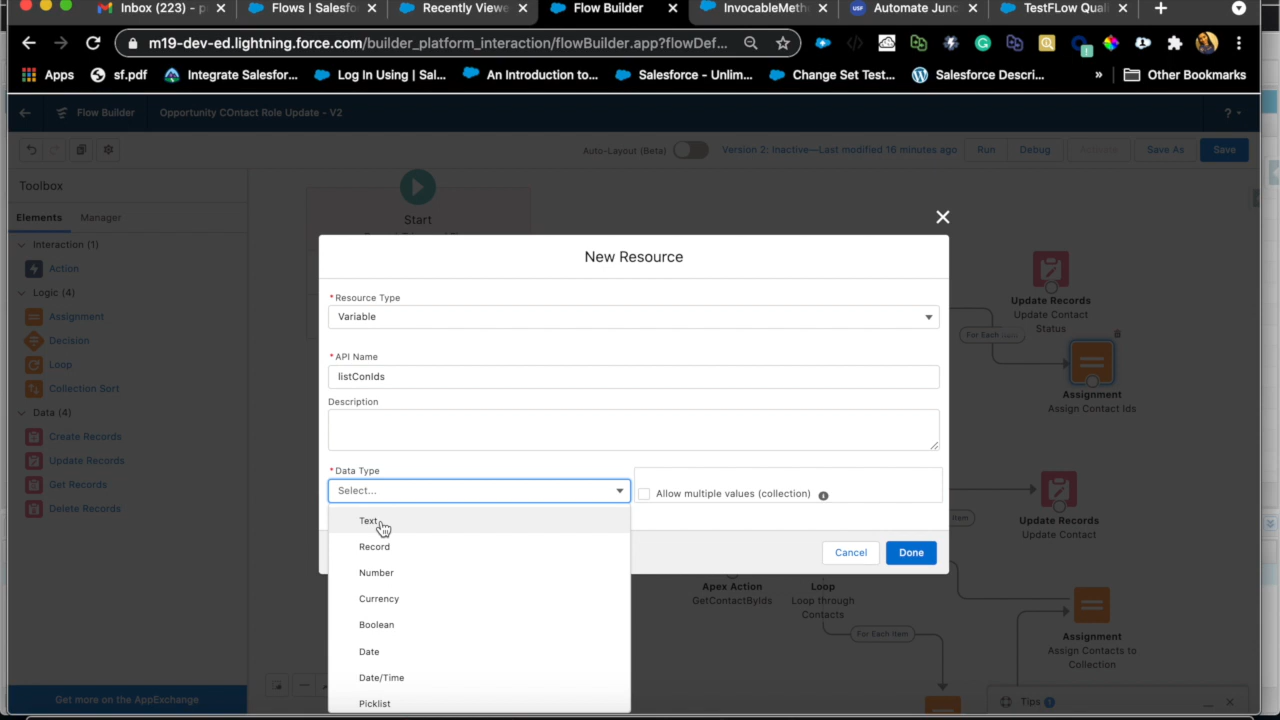 Inbox (223) - p
Flows | Salesfo
Recently Viewe
Flow Builder
InvocableMeth
USF
Automate Junc
TestFLow Quali
m19-dev-ed.lightning.force.com/builder_platform_interaction/flowBuilder.app?flowDef...
Apps
sf.pdf
Integrate Salesfor...
Log In Using | Sal...
An Introduction to...
Salesforce - Unlim...
Change Set Test...
Salesforce Descri...
»
Other Bookmarks
Flow Builder
Opportunity COntact Role Update - V2
?
Auto-Layout (Beta)
Version 2: Inactive—Last modified 16 minutes ago
Run
Debug
Save As
Save
Toolbox
Elements
Manager
Interaction (1)
Action
Logic (4)
Assignment
Decision
Loop
Collection Sort
Data (4)
Create Records
Update Records
Get Records
Delete Records
Get more on the AppExchange
Start
New Resource
* Resource Type
Variable
* API Name
listConIds
Description
* Data Type
Select...
Allow multiple values (collection)
Text
Record
Number
Currency
Boolean
Date
Date/Time
Picklist
Cancel
Done
Update Records
Update Contact
Status
For Each
Assignment
Assign Contact Ids
Update Records
Update Contact
Apex Action
GetContactByIds
Loop
Loop through
Contacts
For Each Item
Assignment
Assign Contacts to
Collection
Tips 1